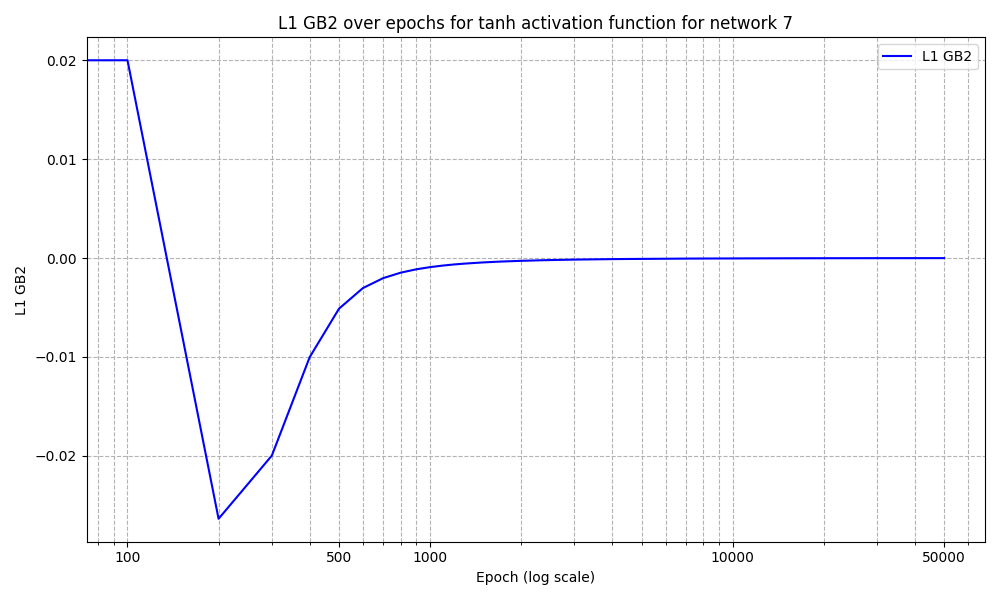 L1 GB2 over epochs for tanh activation function for network 7
L1 GB2
0.02
0.01
0.00
−0.01
−0.02
L1 GB2
100
500
1000
10000
50000
Epoch (log scale)